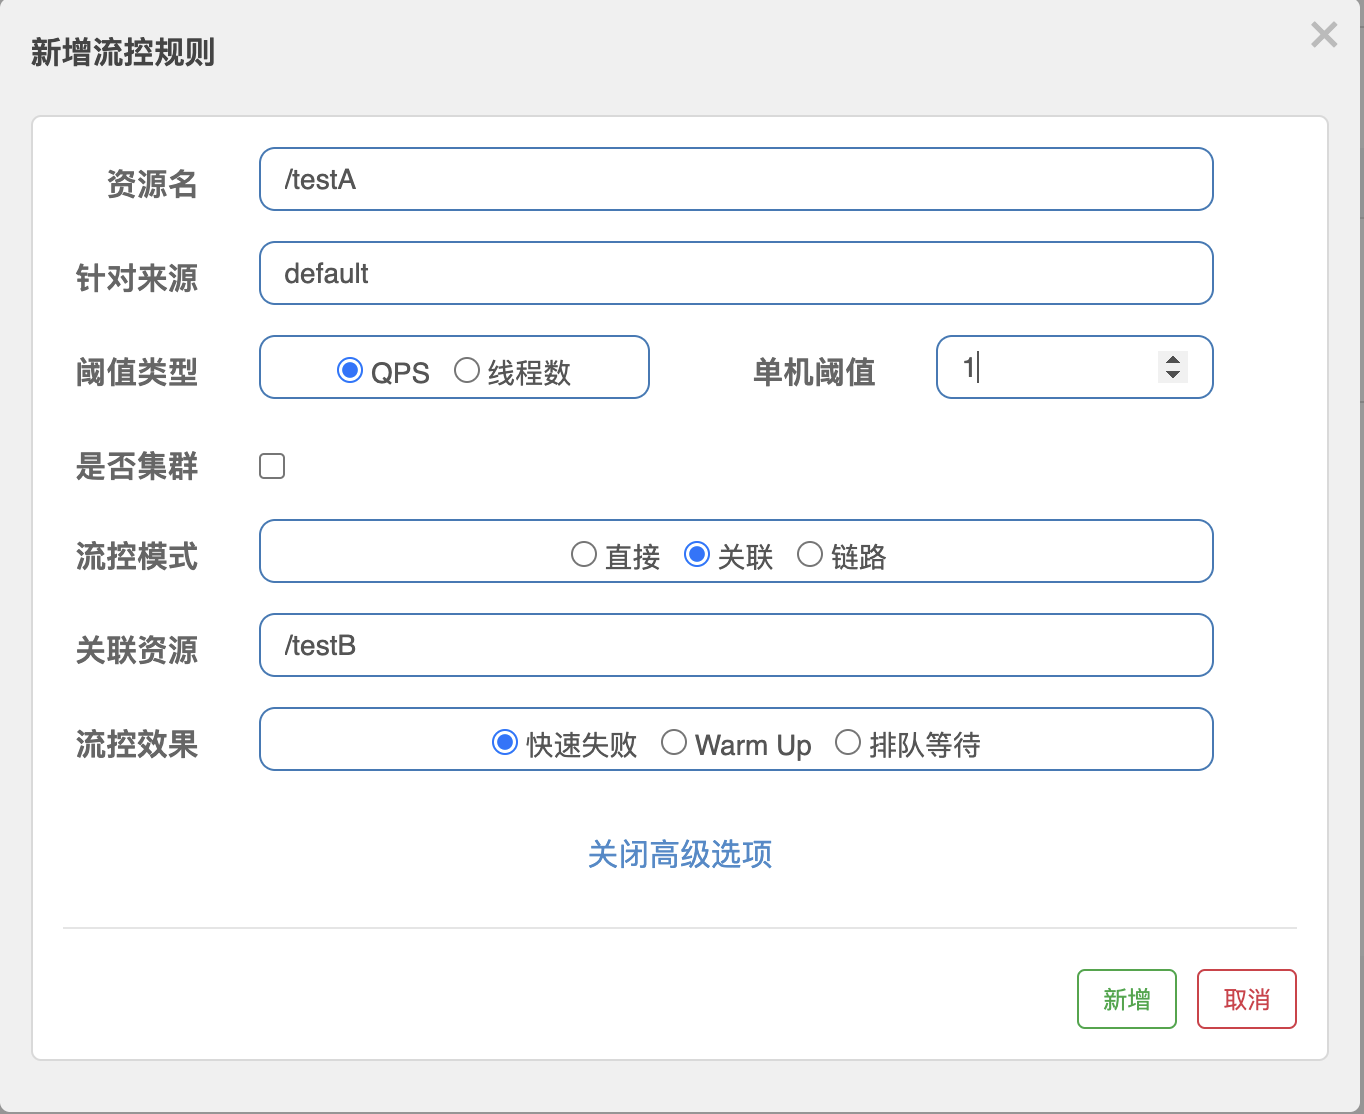 新增流控规则
资源名 /testA
针对来源 default
阈值类型 QPS 线程数 单机阈值 1
是否集群
流控模式 直接 关联 链路
关联资源 /testB
流控效果 快速失败 Warm Up 排队等待
关闭高级选项
新增 取消